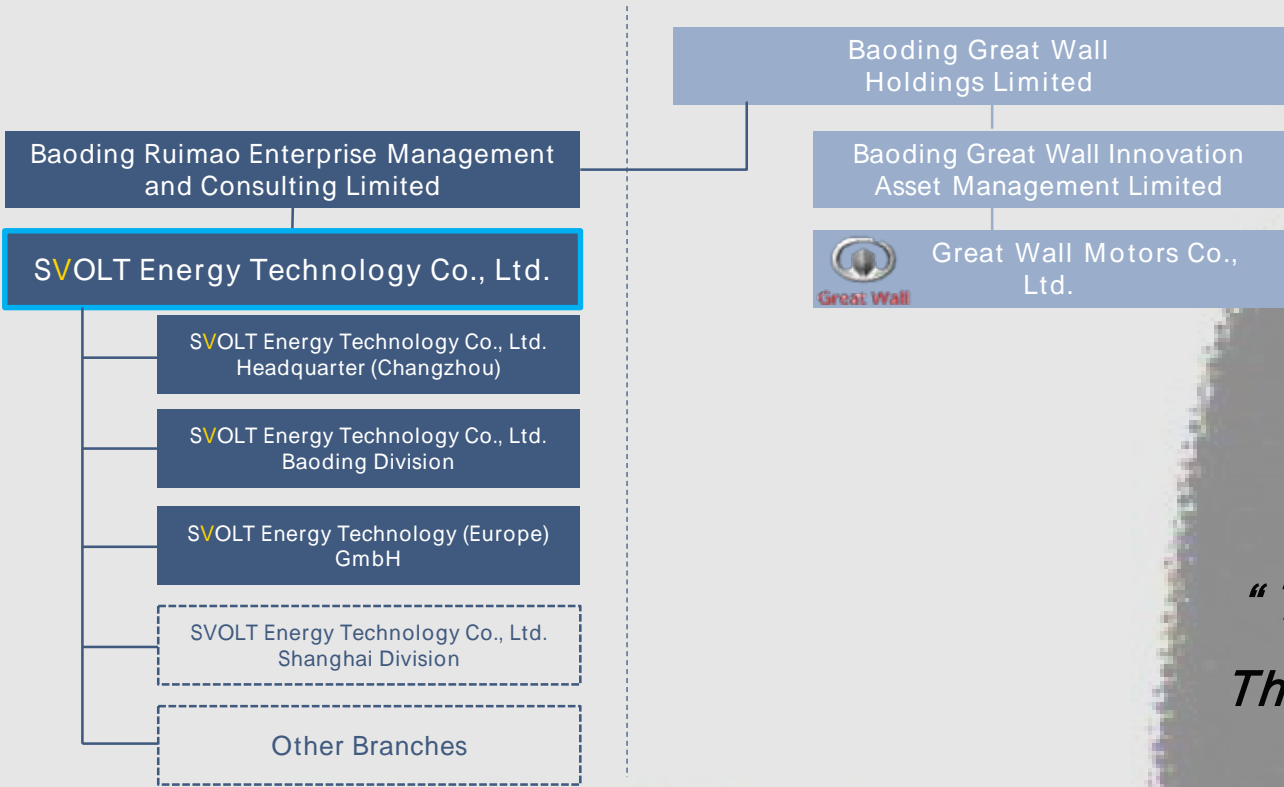 Baoding Great Wall
Holdings Limited
Baoding Ruimao Enterprise Management
and Consulting Limited
Baoding Great Wall Innovation
Asset Management Limited
SVOLT Energy Technology Co., Ltd.
Great Wall Motors Co.,
Ltd.
Great Wall
SVOLT Energy Technology Co., Ltd.
Headquarter (Changzhou)
SVOLT Energy Technology Co., Ltd.
Baoding Division
SVOLT Energy Technology (Europe)
GmbH
SVOLT Energy Technology Co., Ltd.
Shanghai Division
Other Branches